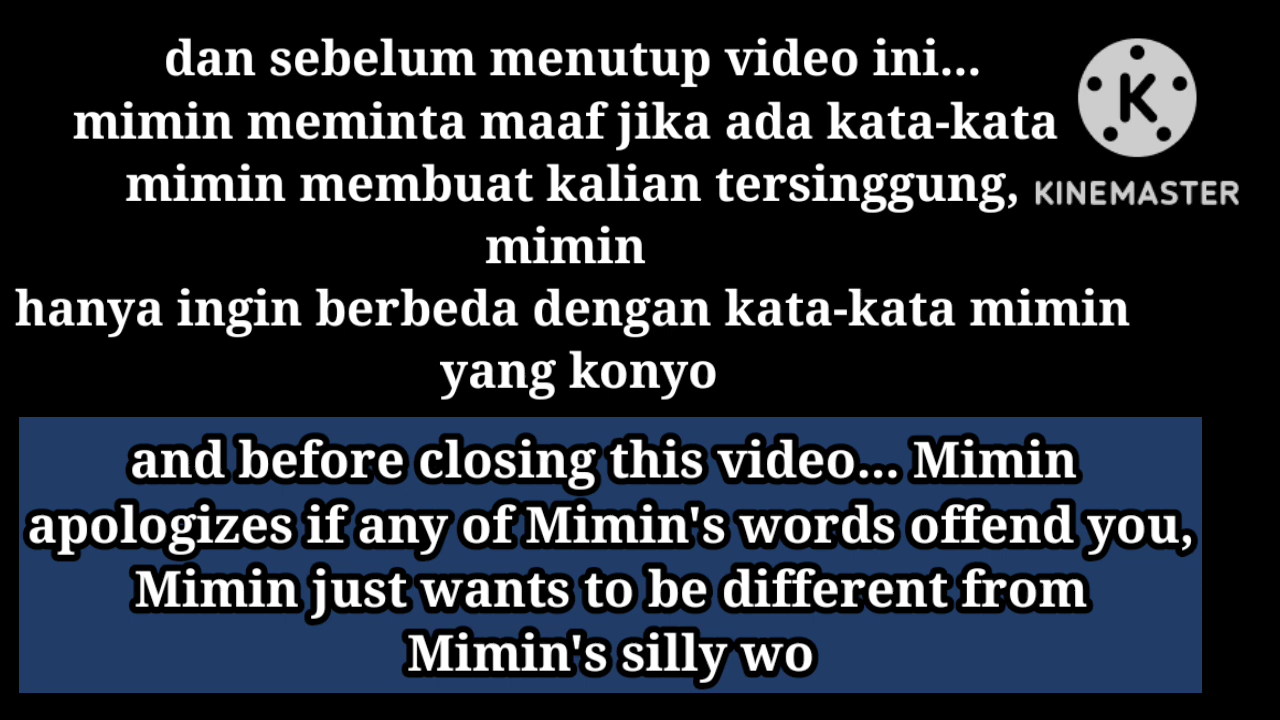 dan sebelum menutup video ini...
mimin meminta maaf jika ada kata-kata
mimin membuat kalian tersinggung,
mimin
hanya ingin berbeda dengan kata-kata mimin
yang konyo
KINEMASTER
and before closing this video... Mimin
apologizes if any of Mimin's words offend you,
Mimin just wants to be different from
Mimin's silly wo